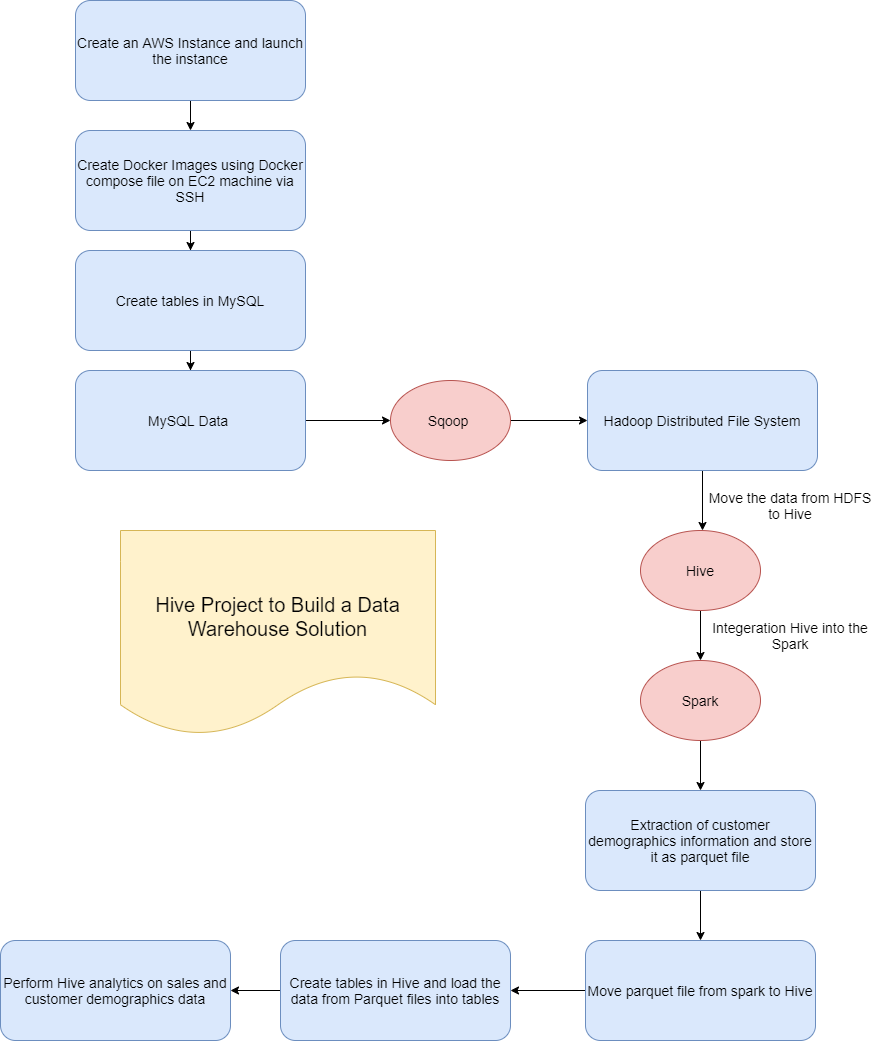 Create an AWS Instance and launch
the instance
Create Docker Images using Docker
compose file on EC2 machine via
SSH
Create tables in MySQL
MySQL Data
Sqoop
Hadoop Distributed File System
Move the data from HDFS
to Hive
Hive
Hive Project to Build a Data
Warehouse Solution
Integeration Hive into the
Spark
Spark
Extraction of customer
demographics information and store
it as parquet file
Move parquet file from spark to Hive
Create tables in Hive and load the
data from Parquet files into tables
Perform Hive analytics on sales and
customer demographics data